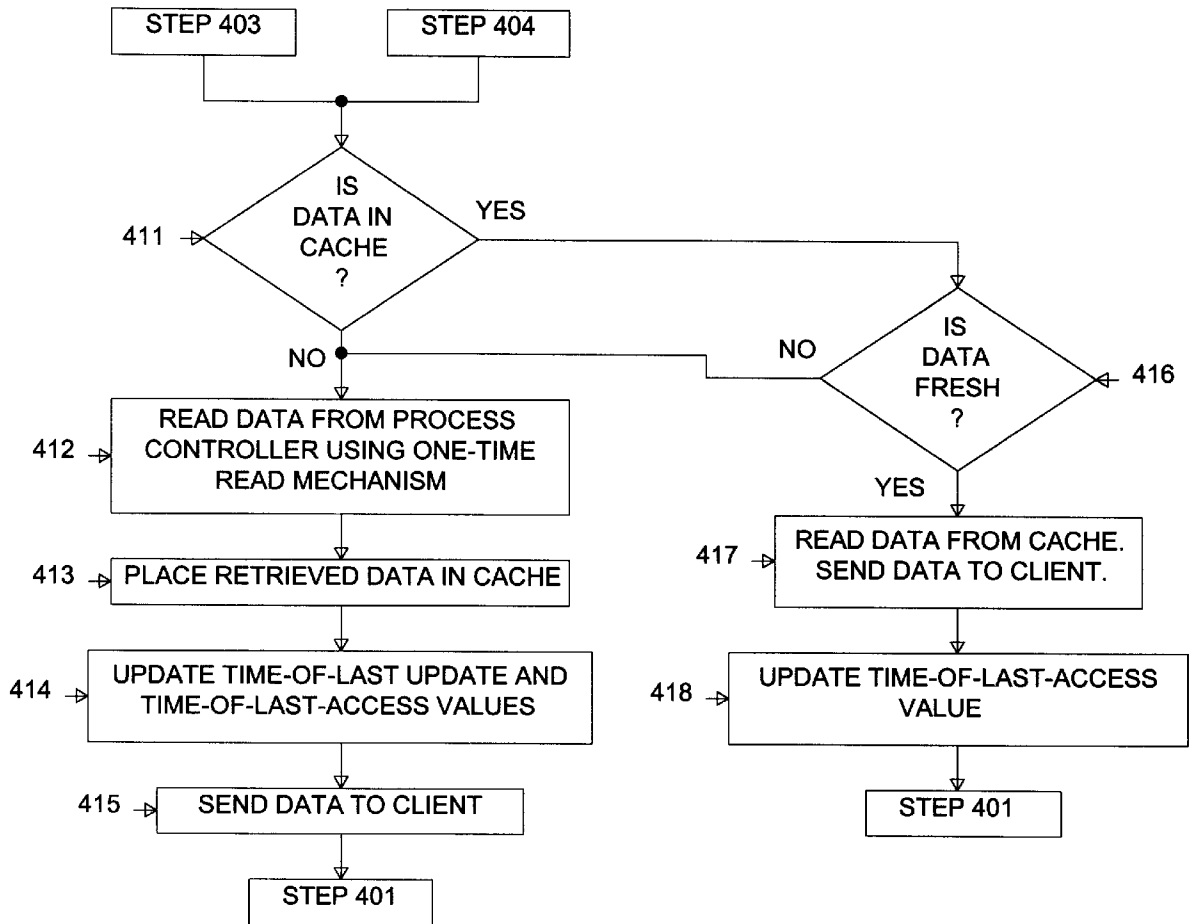 STEP 403
STEP 404
IS
DATA IN
CACHE
?
YES
411
IS
DATA
FRESH
?
NO
416
NO
READ DATA FROM PROCESS
CONTROLLER USING ONE-TIME
READ MECHANISM
412
YES
READ DATA FROM CACHE.
SEND DATA TO CLIENT.
417
413
PLACE RETRIEVED DATA IN CACHE
414
UPDATE TIME-OF-LAST UPDATE AND
TIME-OF-LAST-ACCESS VALUES
418
UPDATE TIME-OF-LAST-ACCESS
VALUE
415
SEND DATA TO CLIENT
STEP 401
STEP 401